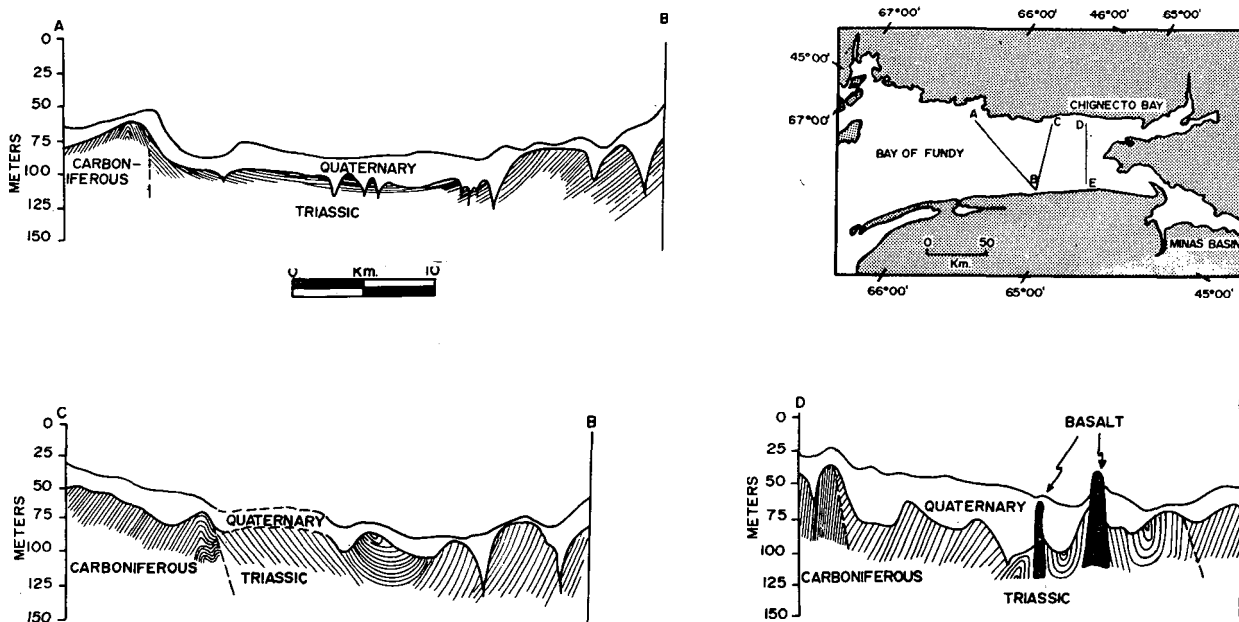 A
B
0
25
50
75
100
125
150
METERS
CARBON-
IFEROUS
QUATERNARY
TRIASSIC
0 Km. 10
67°00'
66°00'
46°00'
65°00'
45°00'
67°00'
CHIGNECTO BAY
A
C
D
BAY OF FUNDY
B
E
MINAS BASIN
0 50
Km.
66°00'
65°00'
45°00'
C
B
0
25
50
75
100
125
150
METERS
QUATERNARY
CARBONIFEROUS
TRIASSIC
D
0
25
50
75
100
125
150
METERS
BASALT
QUATERNARY
CARBONIFEROUS
TRIASSIC